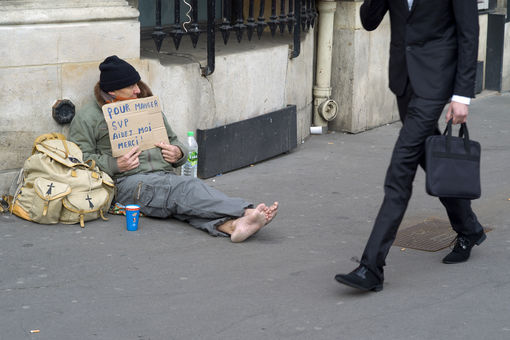 POUR MANGER
SVP
AIDEZ MOI
MERCI!